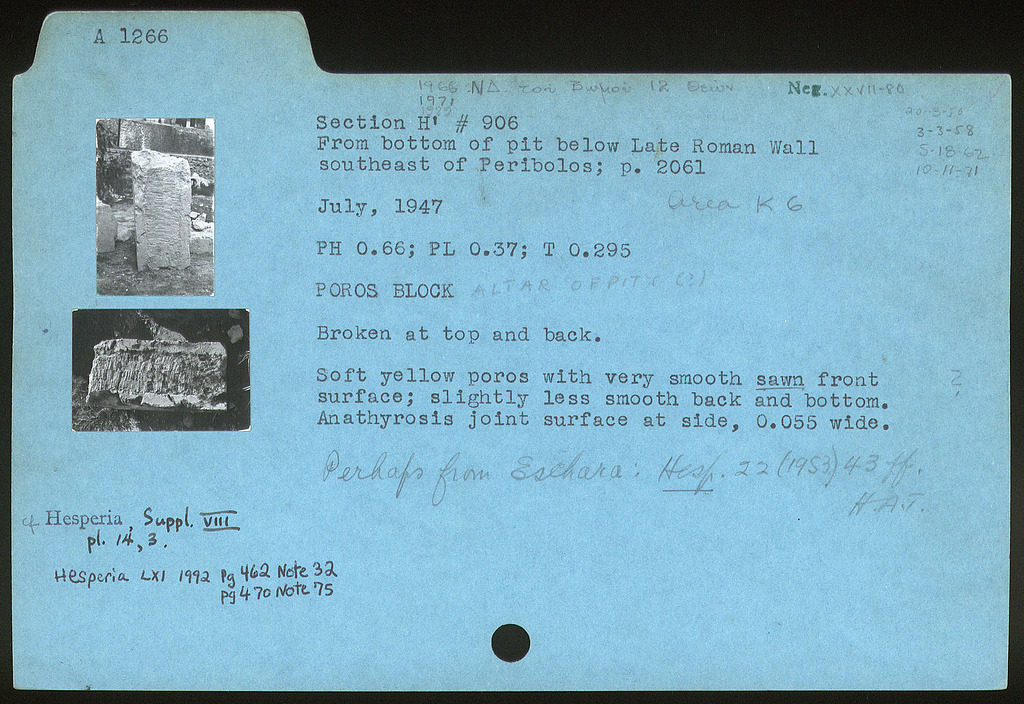 A 1266
1966 ΝΔ του Βωμού 12 Θεών
Neg. XXVII-80
1971
20-3-56
Section H' # 906
3-3-58
From bottom of pit below Late Roman Wall
5-18-62
southeast of Peribolos; p. 2061
10-11-71
July, 1947
Area K 6
PH 0.66; PL 0.37; T 0.295
POROS BLOCK ALTAR OF PITY (?)
Broken at top and back.
Soft yellow poros with very smooth sawn front
?
surface; slightly less smooth back and bottom.
Anathyrosis joint surface at side, 0.055 wide.
Perhaps from Eschara: Hesp. 22 (1953) 43 ff.
H.A.T.
cf Hesperia, Suppl. VIII
pl. 14, 3.
Hesperia LXI 1992 Pg 462 Note 32
pg 470 Note 75